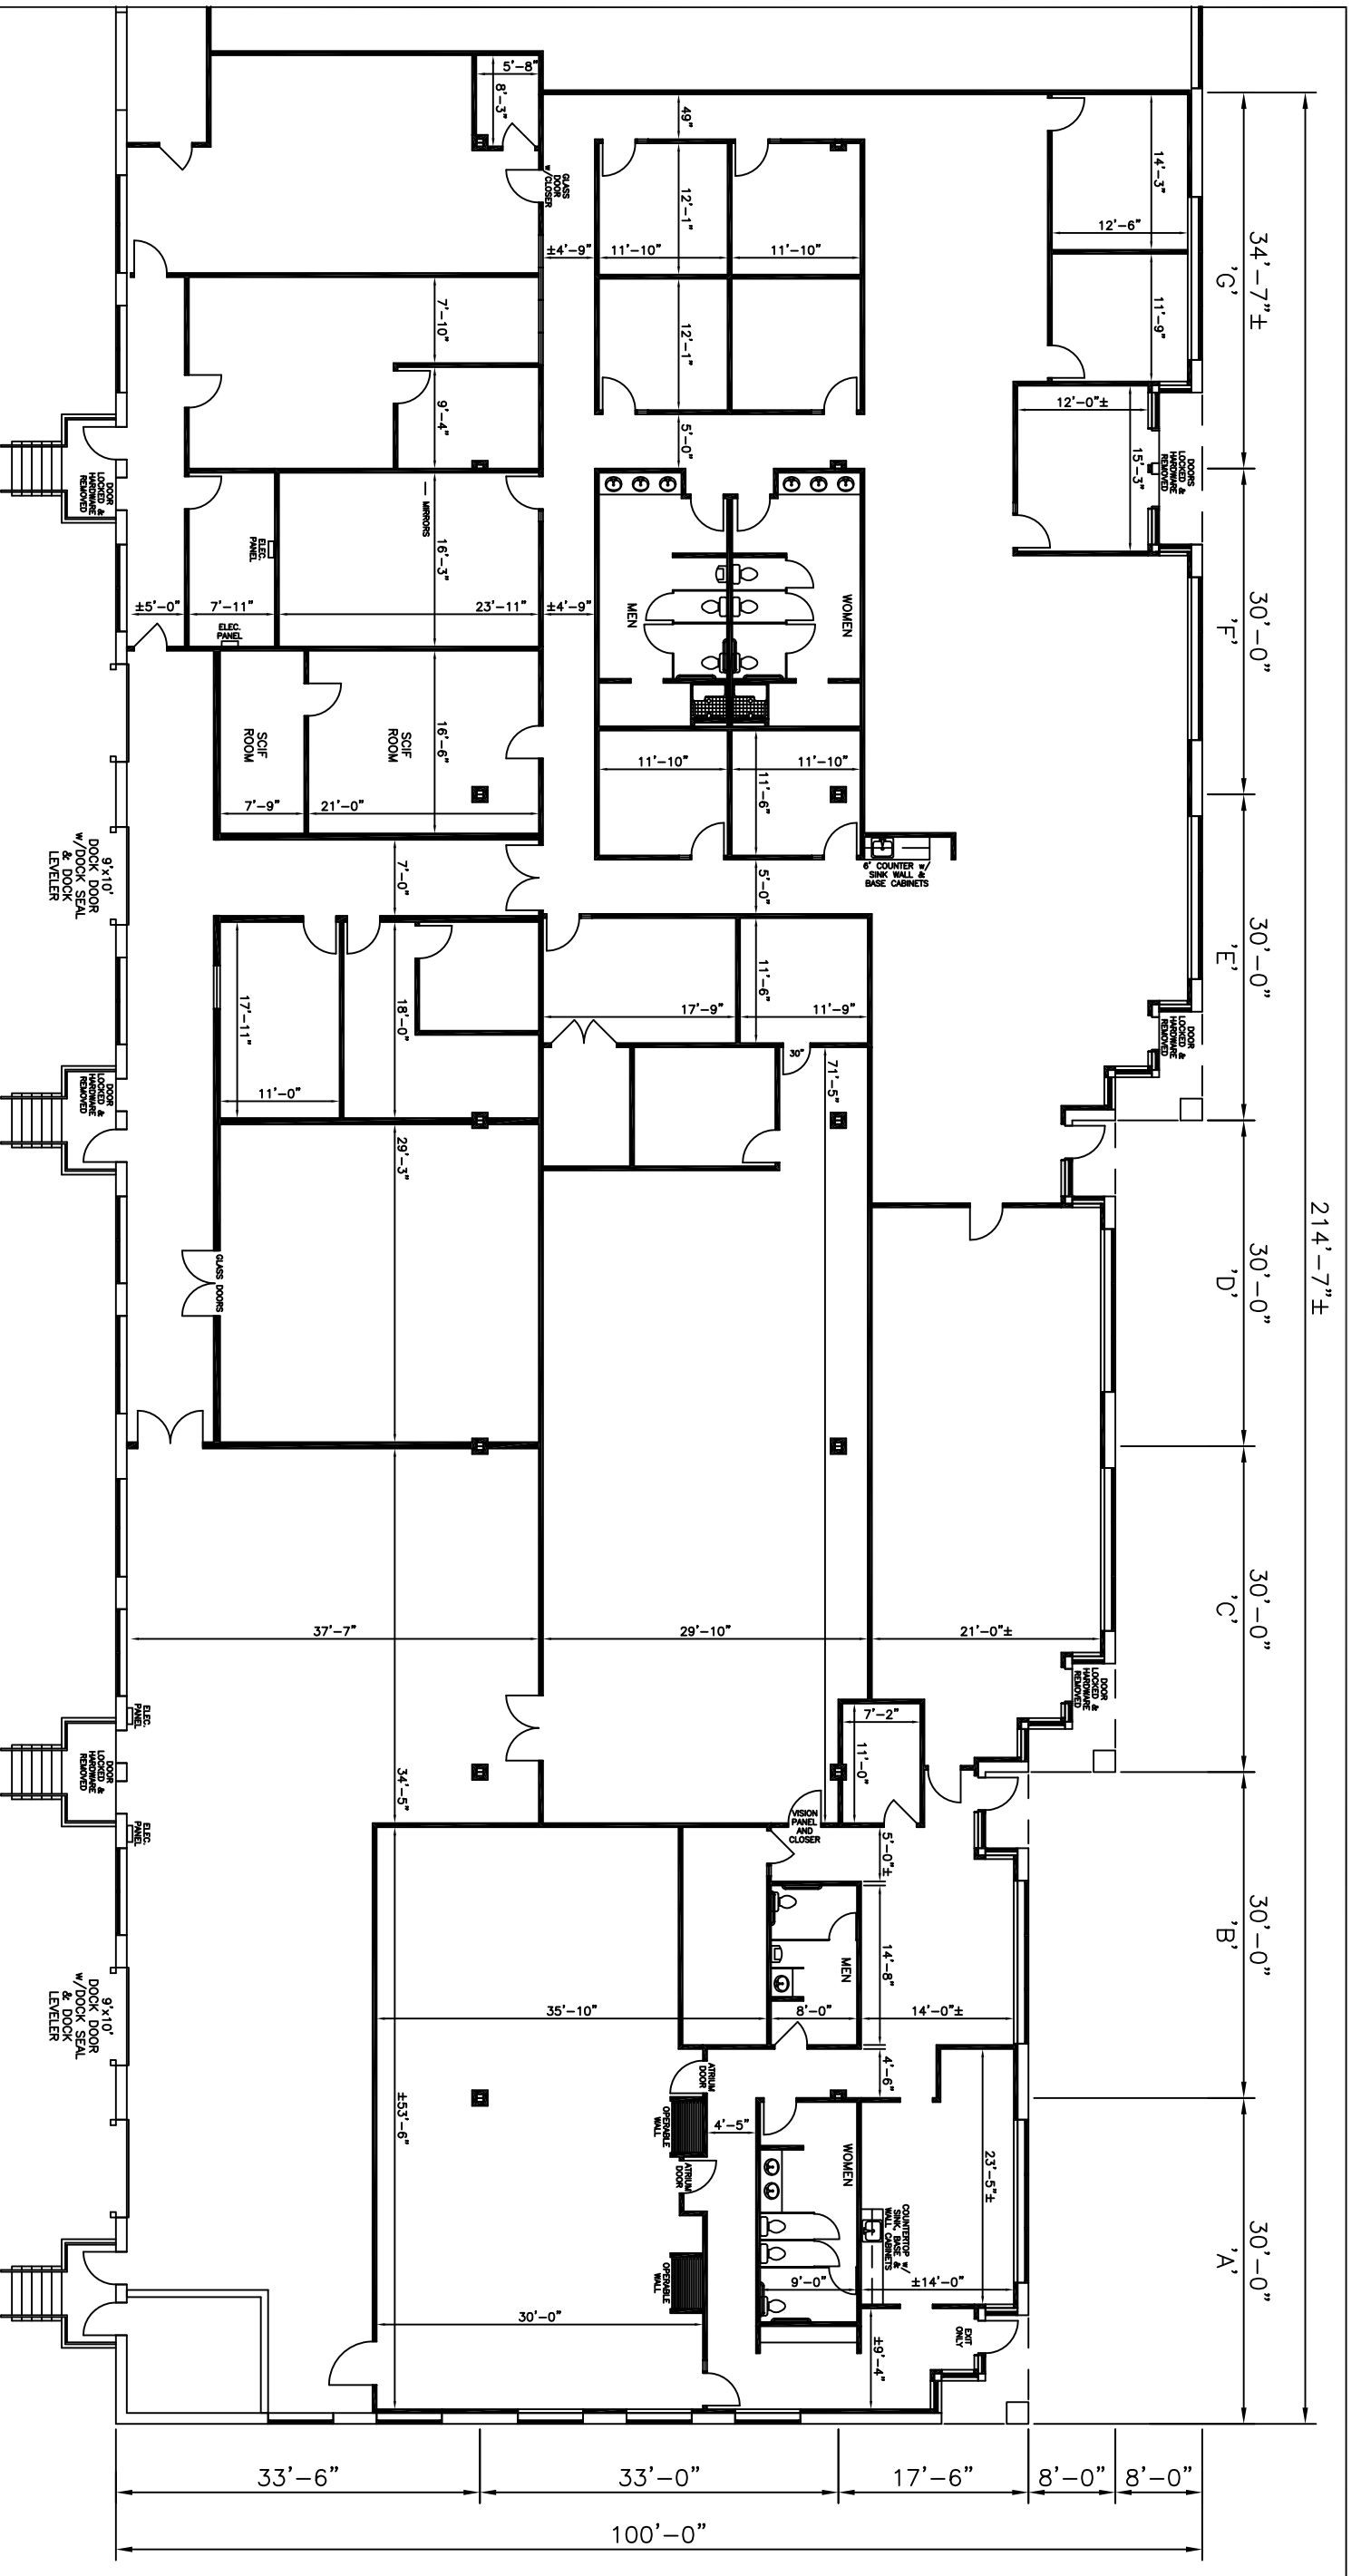 214'-7"±
34'-7"±
'G'
30'-0"
'F'
30'-0"
'E'
30'-0"
'D'
30'-0"
'C'
30'-0"
'B'
30'-0"
'A'
5'-8"
8'-3"
49"
14'-3"
12'-6"
11'-9"
GLASS
DOOR
w/CLOSER
12'-1"
±4'-9"
11'-10"
11'-10"
12'-1"
7'-10"
9'-4"
5'-0"
12'-0"±
15'-3"
DOORS
LOCKED &
HARDWARE
REMOVED
DOOR
LOCKED &
HARDWARE
REMOVED
MIRRORS
16'-3"
ELEC.
PANEL
ELEC.
PANEL
±5'-0"
7'-11"
23'-11"
±4'-9"
MEN
WOMEN
SCIF
ROOM
SCIF
ROOM
16'-6"
7'-9"
21'-0"
11'-10"
11'-10"
11'-6"
6' COUNTER w/
SINK WALL &
BASE CABINETS
9'x10'
DOCK DOOR
w/DOCK SEAL
& DOCK
LEVELER
7'-0"
5'-0"
17'-11"
18'-0"
11'-0"
17'-9"
11'-6"
11'-9"
30"
71'-5"
DOOR
LOCKED &
HARDWARE
REMOVED
DOOR
LOCKED &
HARDWARE
REMOVED
29'-3"
GLASS DOORS
37'-7"
29'-10"
21'-0"±
DOOR
LOCKED &
HARDWARE
REMOVED
ELEC.
PANEL
DOOR
LOCKED &
HARDWARE
REMOVED
ELEC.
PANEL
34'-5"
7'-2"
11'-0"
VISION
PANEL
AND
CLOSER
5'-0"±
14'-8"
MEN
8'-0"
14'-0"±
35'-10"
4'-6"
9'x10'
DOCK DOOR
w/DOCK SEAL
& DOCK
LEVELER
±53'-6"
ATRIUM
DOOR
OPERABLE
WALL
4'-5"
ATRIUM
DOOR
OPERABLE
WALL
WOMEN
23'-5"±
COUNTERTOP w/
SINK, BASE &
WALL CABINETS
9'-0"
±14'-0"
30'-0"
±9'-4"
EXIT
ONLY
33'-6"
33'-0"
17'-6"
8'-0"
8'-0"
100'-0"